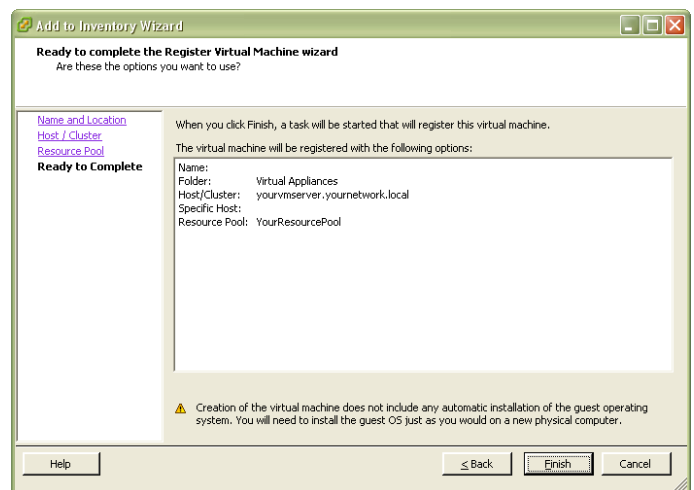 Add to Inventory Wizard
Ready to complete the Register Virtual Machine wizard
Are these the options you want to use?
Name and Location
Host / Cluster
Resource Pool
Ready to Complete
When you click Finish, a task will be started that will register this virtual machine.
The virtual machine will be registered with the following options:
Name:
Folder: Virtual Appliances
Host/Cluster: yourvmserver.yournetwork.local
Specific Host:
Resource Pool: YourResourcePool
Creation of the virtual machine does not include any automatic installation of the guest operating
system. You will need to install the guest OS just as you would on a new physical computer.
Help
≤ Back
Finish
Cancel